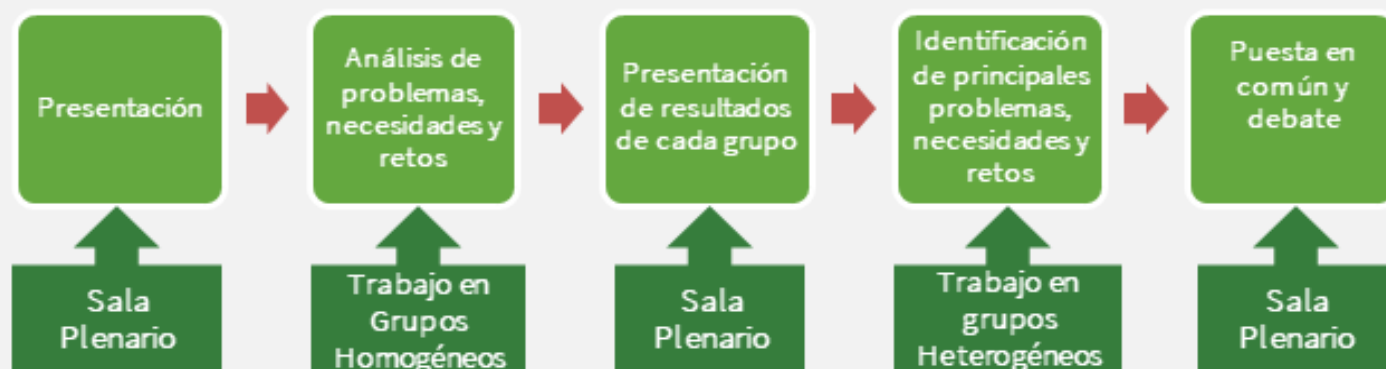 Presentación
Análisis de
problemas,
necesidades y
retos
Presentación
de resultados
de cada grupo
Identificación
de principales
problemas,
necesidades y
retos
Puesta en
común y
debate
Sala
Plenario
Trabajo en
Grupos
Homogéneos
Sala
Plenario
Trabajo en
grupos
Heterogéneos
Sala
Plenario